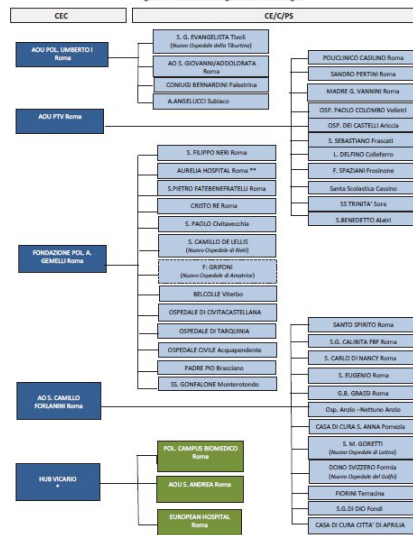 CEC
CE/C/PS
AOU POL. UMBERTO I
Roma
S. G. EVANGELISTA Tivoli
(Nuovo Ospedale della Tiburtina)
AO S. GIOVANNI/ADDOLORATA
Roma
CONIUGI BERNARDINI Palestrina
A.ANGELUCCI Subiaco
AOU PTV Roma
POLICLINICO CASILINO Roma
SANDRO PERTINI Roma
MADRE G. VANNINI Roma
OSP. PAOLO COLOMBO Velletri
OSP. DEI CASTELLI Ariccia
S. SEBASTIANO Frascati
L. DELFINO Colleferro
F. SPAZIANI Frosinone
Santa Scolastica Cassino
SS TRINITA' Sora
S.BENEDETTO Alatri
FONDAZIONE POL. A.
GEMELLI Roma
S. FILIPPO NERI Roma
AURELIA HOSPITAL Roma **
S.PIETRO FATEBENEFRATELLI Roma
CRISTO RE Roma
S. PAOLO Civitavecchia
S. CAMILLO DE LELLIS
(Nuovo Ospedale di Rieti)
F. GRIFONI
(Nuovo Ospedale di Amatrice)
BELCOLLE Viterbo
OSPEDALE DI CIVITACASTELLANA
OSPEDALE DI TARQUINIA
OSPEDALE CIVILE Acquapendente
PADRE PIO Bracciano
SS. GONFALONE Monterotondo
AO S. CAMILLO
FORLANINI Roma
SANTO SPIRITO Roma
S.G. CALIBITA FBF Roma
S. CARLO DI NANCY Roma
S. EUGENIO Roma
G.B. GRASSI Roma
Osp. Anzio –Nettuno Anzio
CASA DI CURA S. ANNA Pomezia
S. M. GORETTI
(Nuovo Ospedale di Latina)
DONO SVIZZERO Formia
(Nuovo Ospedale del Golfo)
FIORINI Terracina
S.G.DI DIO Fondi
CASA DI CURA CITTA' DI APRILIA
HUB VICARIO
*
POL. CAMPUS BIOMEDICO
Roma
AOU S. ANDREA Roma
EUROPEAN HOSPITAL
Roma